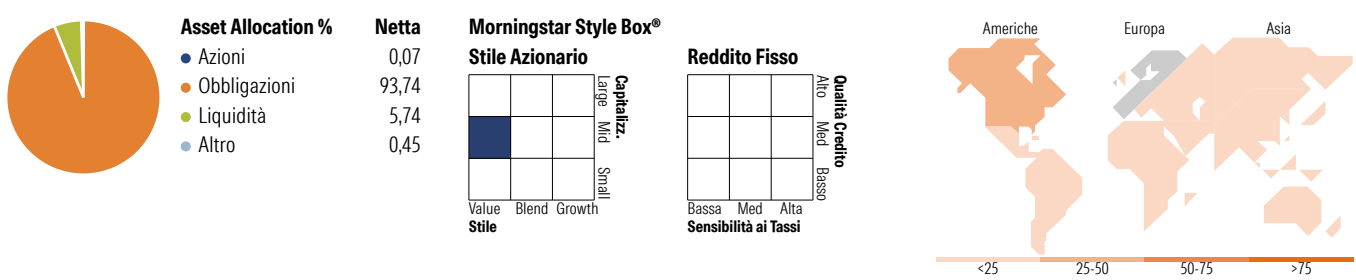 Asset Allocation % Netta
Azioni 0,07
Obbligazioni 93,74
Liquidità 5,74
Altro 0,45
Morningstar Style Box®
Stile Azionario
Large
Mid
Small
Capitalizz.
Value Blend Growth
Stile
Reddito Fisso
Alto
Med
Basso
Qualità Credito
Bassa Med Alta
Sensibilità ai Tassi
Americhe Europa Asia
<25 25-50 50-75 >75